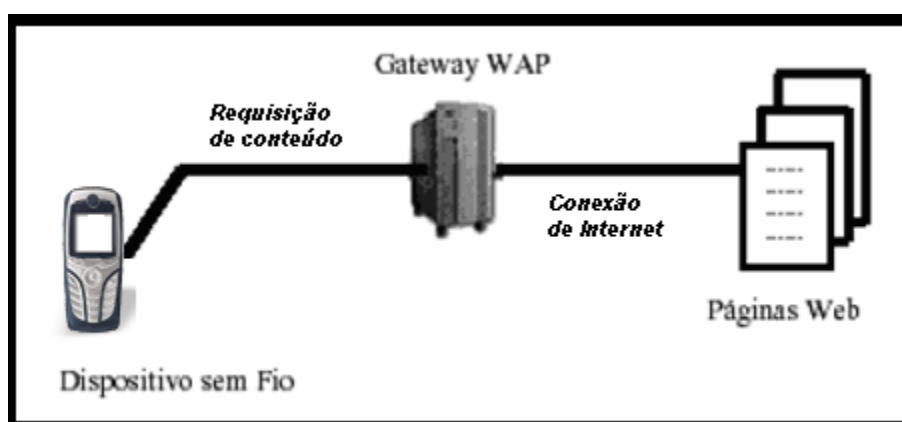 Gateway WAP
Requisição
de conteúdo
Conexão
de Internet
Páginas Web
Dispositivo sem Fio